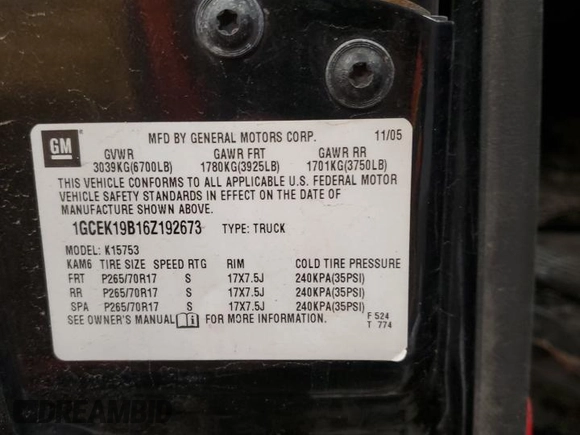 GM
MFD BY GENERAL MOTORS CORP. 11/05
GVWR GAWR FRT GAWR RR
3039KG(6700LB) 1780KG(3925LB) 1701KG(3750LB)
THIS VEHICLE CONFORMS TO ALL APPLICABLE U.S. FEDERAL MOTOR
VEHICLE SAFETY STANDARDS IN EFFECT ON THE DATE OF
MANUFACTURE SHOWN ABOVE.
1GCEK19B16Z192673 TYPE: TRUCK
MODEL: K15753
KAM6 TIRE SIZE SPEED RTG RIM COLD TIRE PRESSURE
FRT P265/70R17 S 17X7.5J 240KPA(35PSI)
RR P265/70R17 S 17X7.5J 240KPA(35PSI)
SPA P265/70R17 S 17X7.5J 240KPA(35PSI)
SEE OWNER'S MANUAL FOR MORE INFORMATION. F 524
T 774
DREAMBID